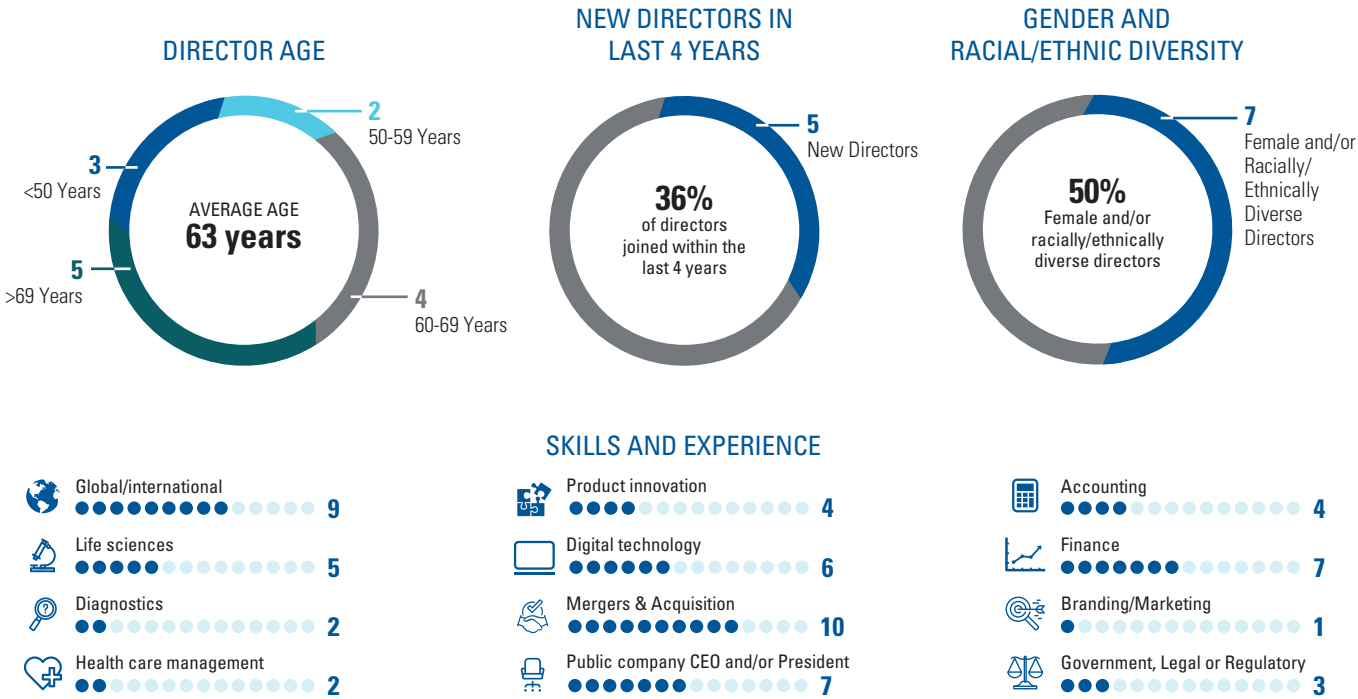 DIRECTOR AGE
2
50-59 Years
3
<50 Years
AVERAGE AGE
63 years
5
>69 Years
4
60-69 Years
NEW DIRECTORS IN
LAST 4 YEARS
5
New Directors
36%
of directors
joined within the
last 4 years
GENDER AND
RACIAL/ETHNIC DIVERSITY
7
Female and/or
Racially/
Ethnically
Diverse
Directors
50%
Female and/or
racially/ethnically
diverse directors
SKILLS AND EXPERIENCE
Global/international
9
Life sciences
5
Diagnostics
2
Health care management
2
Product innovation
4
Digital technology
6
Mergers & Acquisition
10
Public company CEO and/or President
7
Accounting
4
Finance
7
Branding/Marketing
1
Government, Legal or Regulatory
3